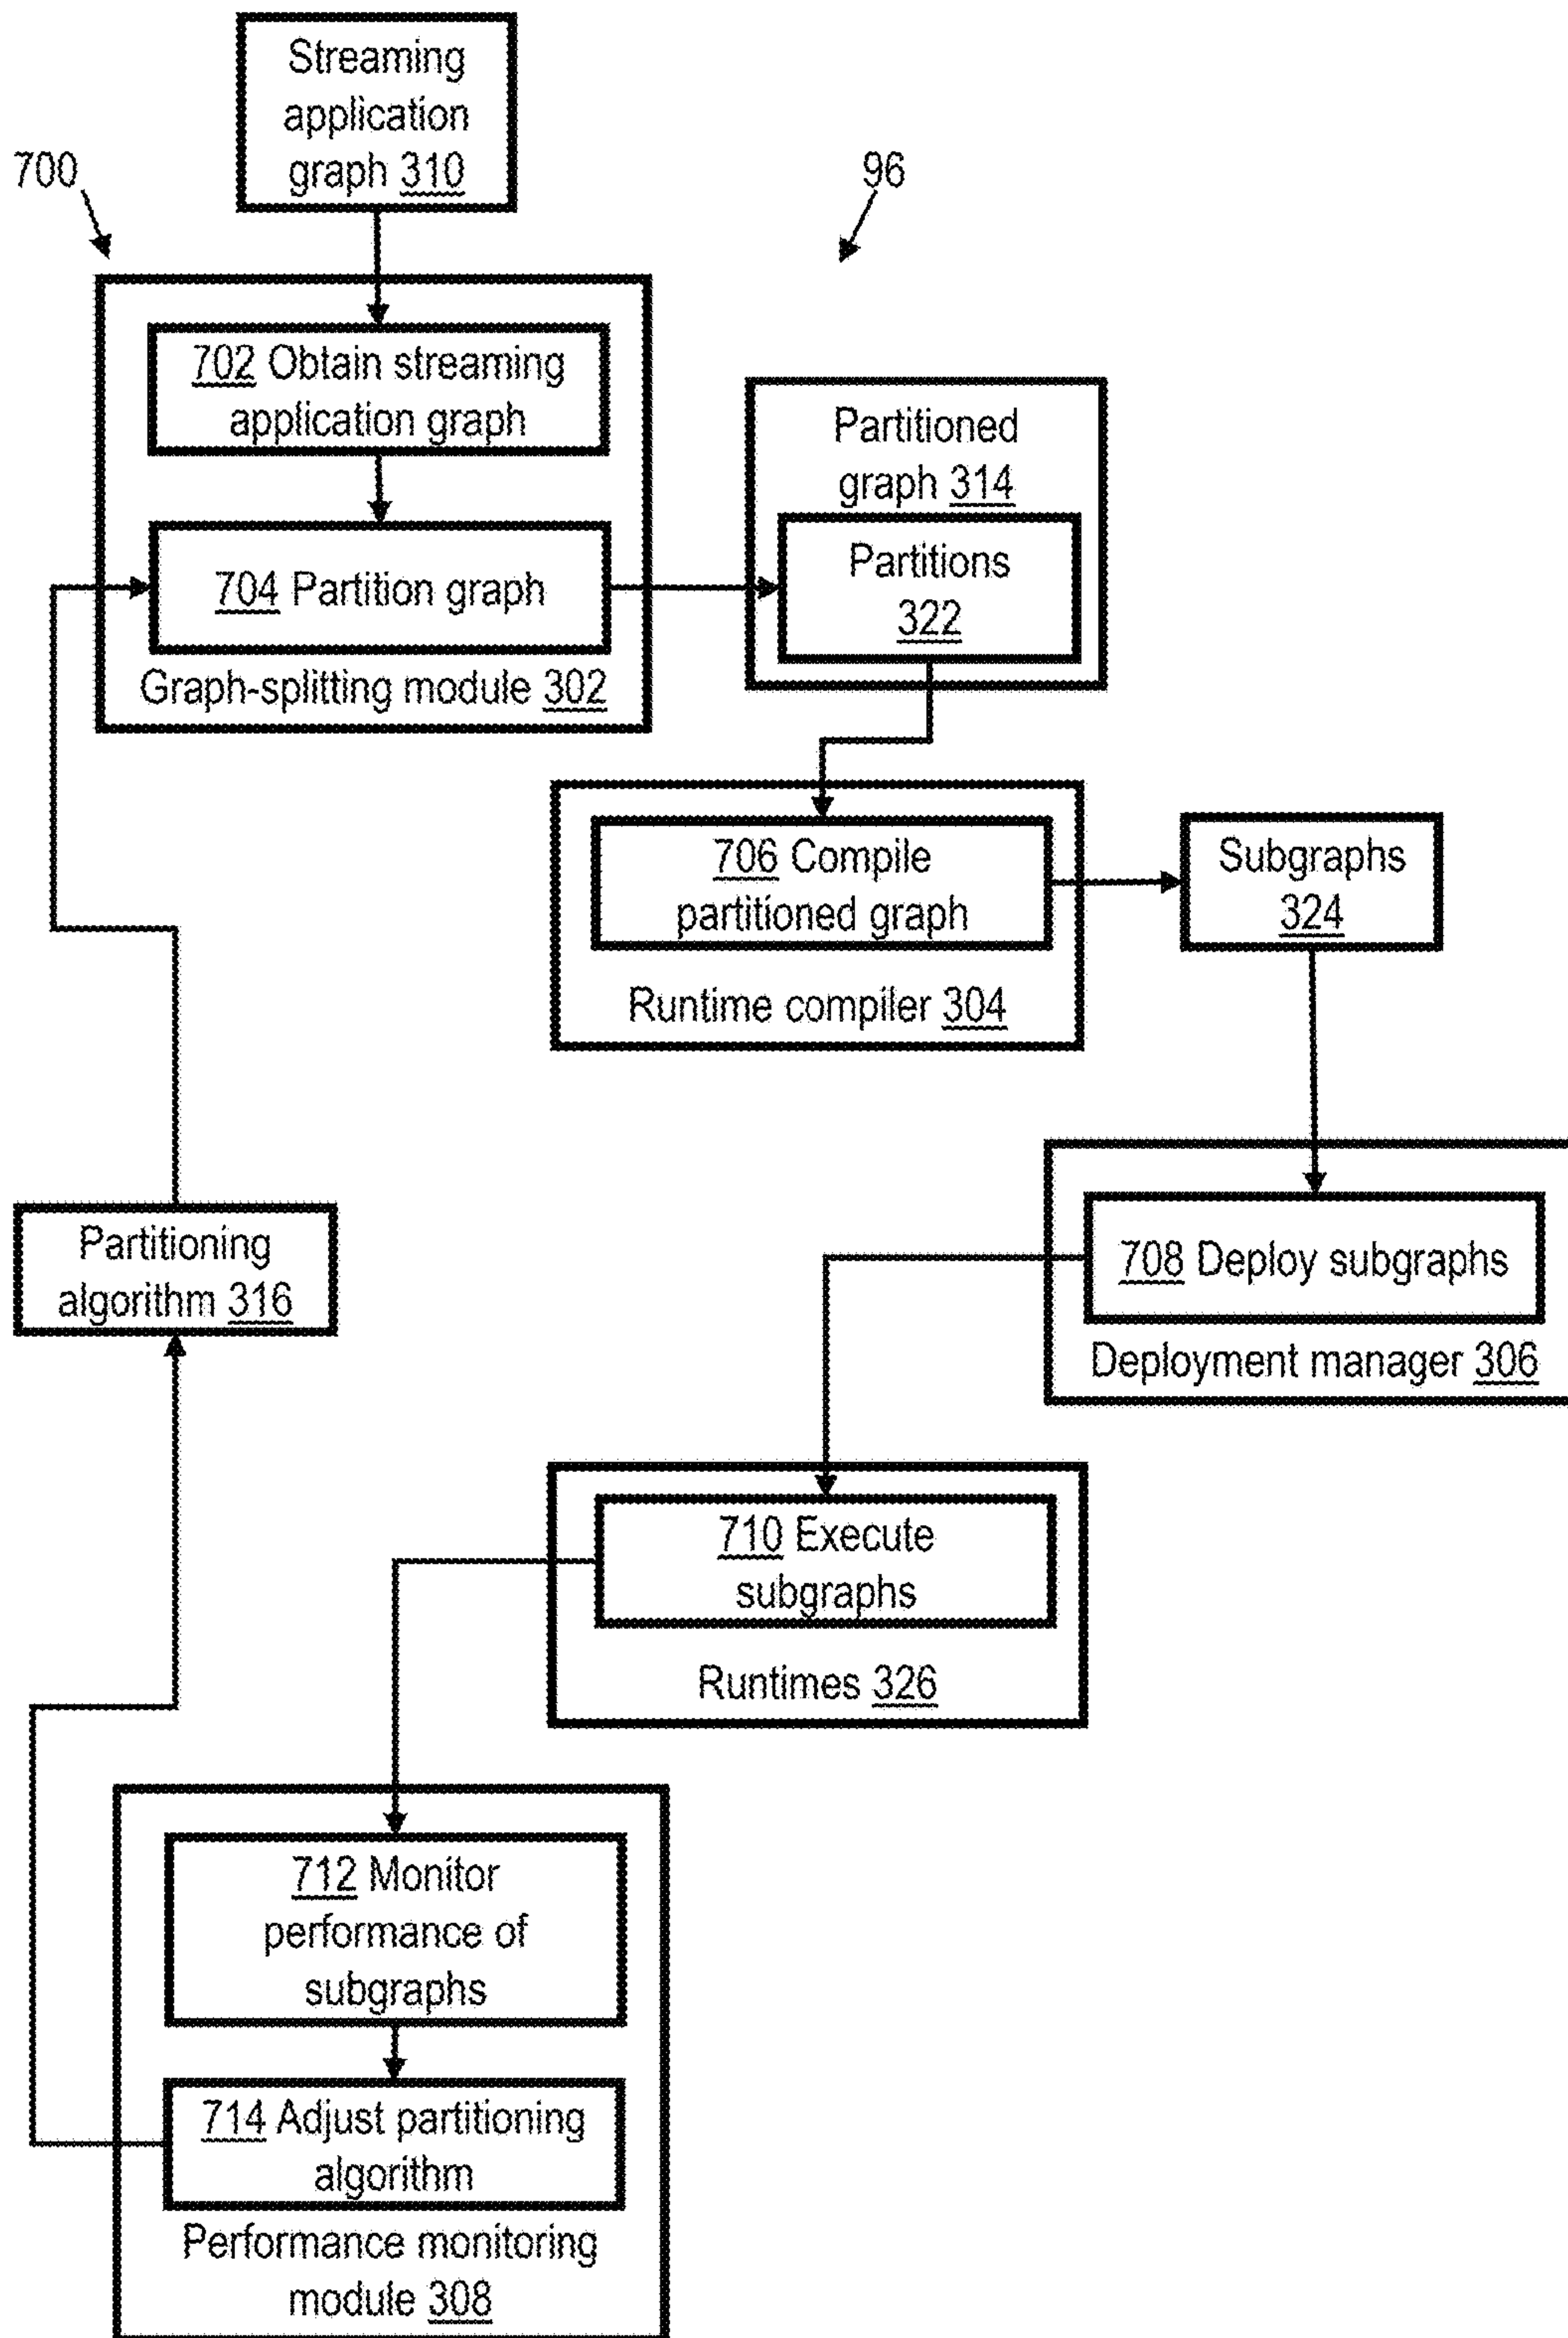 Streaming
application
graph 310
700
96
702 Obtain streaming
application graph
704 Partition graph
Graph-splitting module 302
Partitioned
graph 314
Partitions
322
706 Compile
partitioned graph
Runtime compiler 304
Subgraphs
324
Partitioning
algorithm 316
708 Deploy subgraphs
Deployment manager 306
710 Execute
subgraphs
Runtimes 326
712 Monitor
performance of
subgraphs
714 Adjust partitioning
algorithm
Performance monitoring
module 308